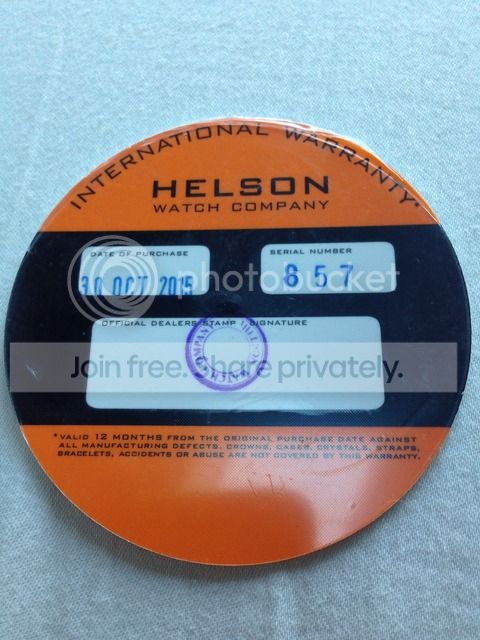 INTERNATIONAL WARRANTY*
HELSON
WATCH COMPANY
DATE OF PURCHASE
SERIAL NUMBER
30 OCT 2015
857
photobucket
OFFICIAL DEALERS STAMP / SIGNATURE
COMPANY
Join free. Share privately.
*VALID 12 MONTHS FROM THE ORIGINAL PURCHASE DATE AGAINST
ALL MANUFACTURING DEFECTS. CROWNS, CASES, CRYSTALS, STRAPS,
BRACELETS, ACCIDENTS OR ABUSE ARE NOT COVERED BY THIS WARRANTY.